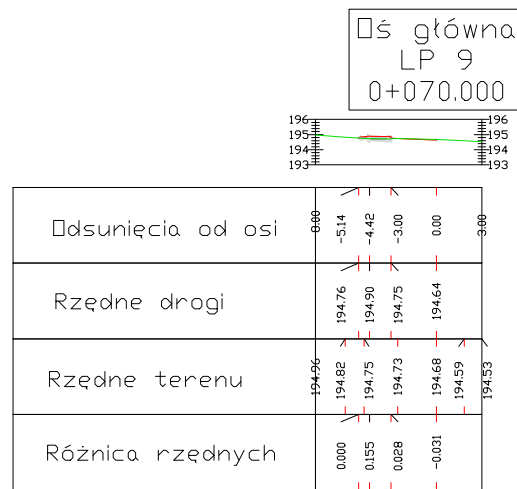 Oś główna
LP 9
0+070.000
196 196
195 195
194 194
193 193
Odsunięcia od osi 8.00 -5.14 -4.42 -3.00 0.00 3.00
Rzędne drogi 194.76 194.90 194.75 194.64
Rzędne terenu 194.96 194.82 194.75 194.73 194.68 194.59 194.53
Różnica rzędnych 0.000 0.155 0.028 -0.031